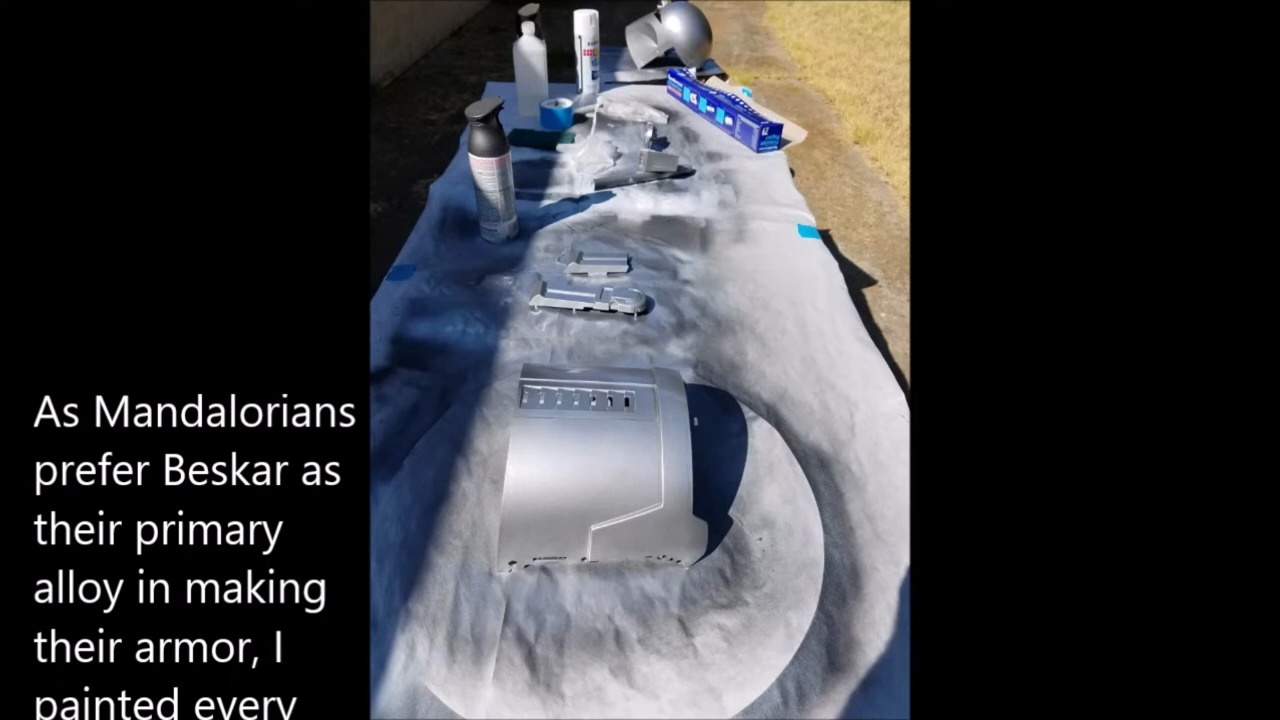 As Mandalorians
prefer Beskar as
their primary
alloy in making
their armor, I
painted every